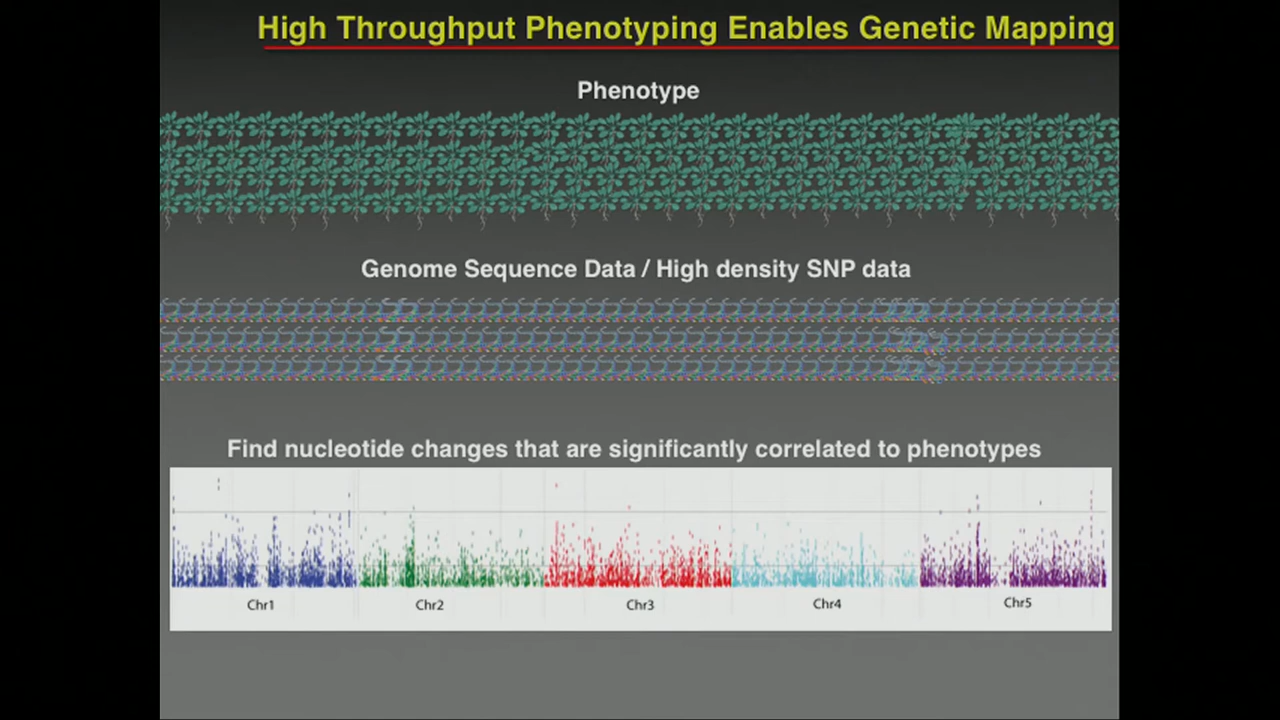 High Throughput Phenotyping Enables Genetic Mapping
Phenotype
Genome Sequence Data / High density SNP data
Find nucleotide changes that are significantly correlated to phenotypes
Chr1 Chr2 Chr3 Chr4 Chr5